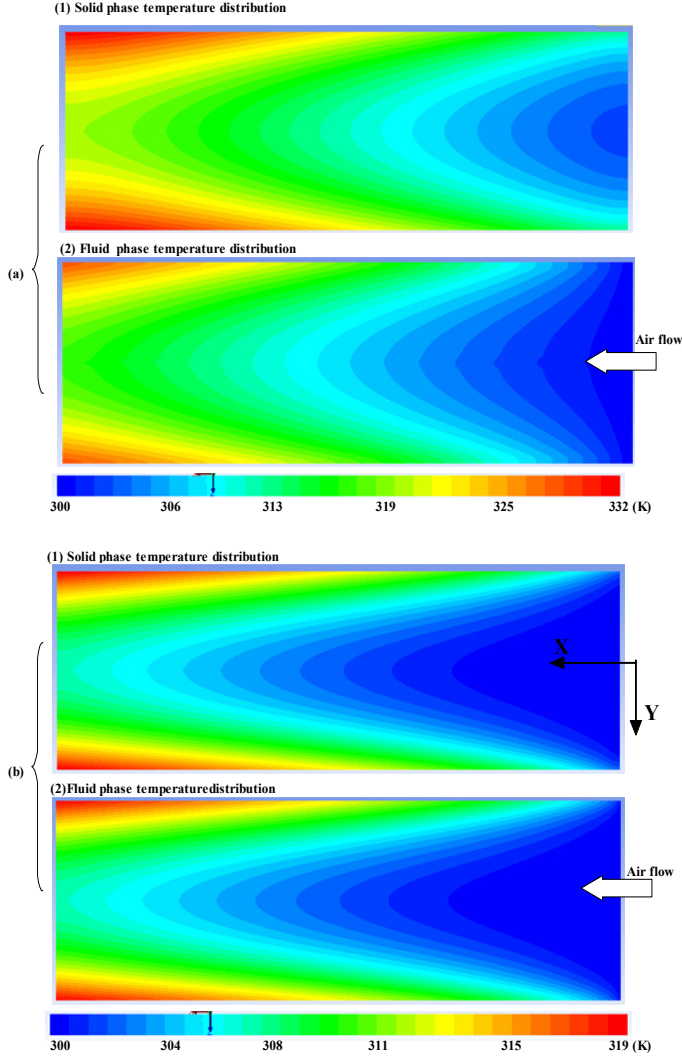 (1) Solid phase temperature distribution
(2) Fluid phase temperature distribution
(a)
Air flow
300 306 313 319 325 332 (K)
(1) Solid phase temperature distribution
X
Y
(b)
(2)Fluid phase temperaturedistribution
Air flow
300 304 308 311 315 319 (K)